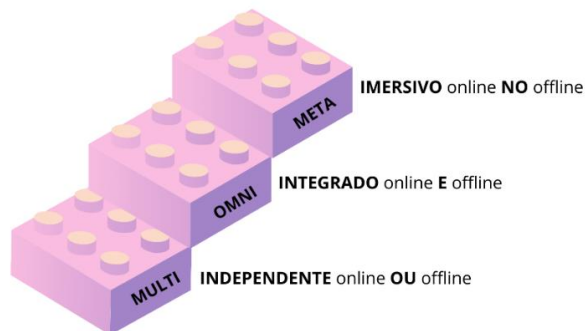 META
IMERSIVO online NO offline
OMNI
INTEGRADO online E offline
MULTI
INDEPENDENTE online OU offline